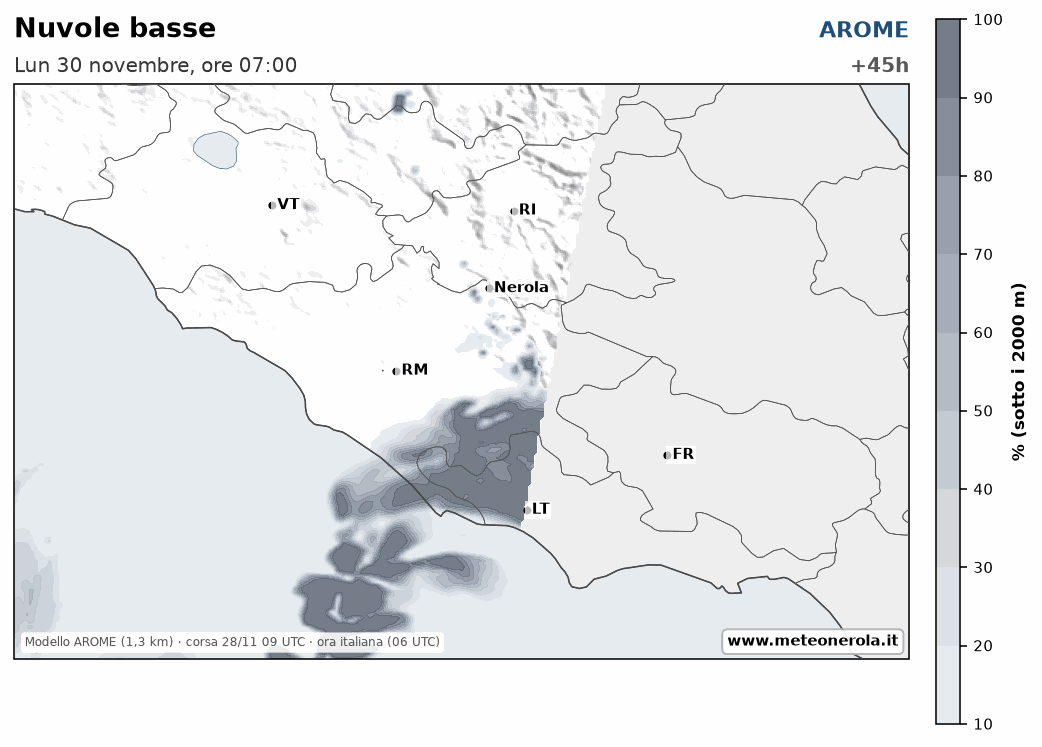 Nuvole basse
AROME
Lun 30 novembre, ore 07:00
+45h
100
90
80
70
60
50
40
30
20
10
% (sotto i 2000 m)
VT
RI
Nerola
RM
FR
LT
Modello AROME (1,3 km) · corsa 28/11 09 UTC · ora italiana (06 UTC)
www.meteonerola.it